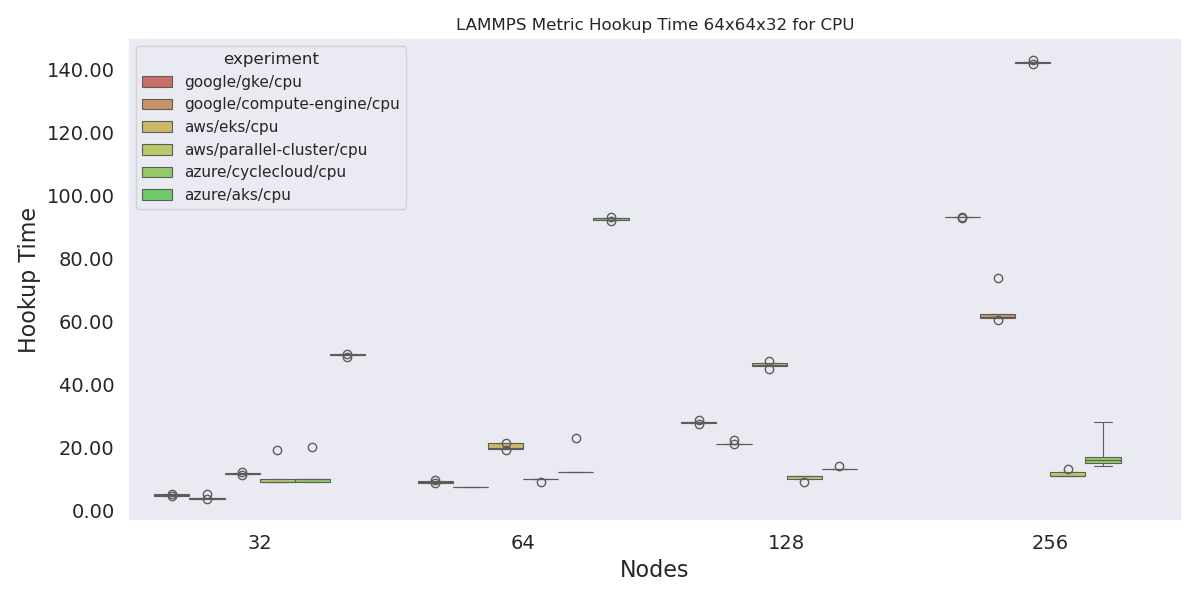 LAMMPS Metric Hookup Time 64x64x32 for CPU
experiment
google/gke/cpu
google/compute-engine/cpu
aws/eks/cpu
aws/parallel-cluster/cpu
azure/cyclecloud/cpu
azure/aks/cpu
Hookup Time
140.00
120.00
100.00
80.00
60.00
40.00
20.00
0.00
32
64
128
256
Nodes